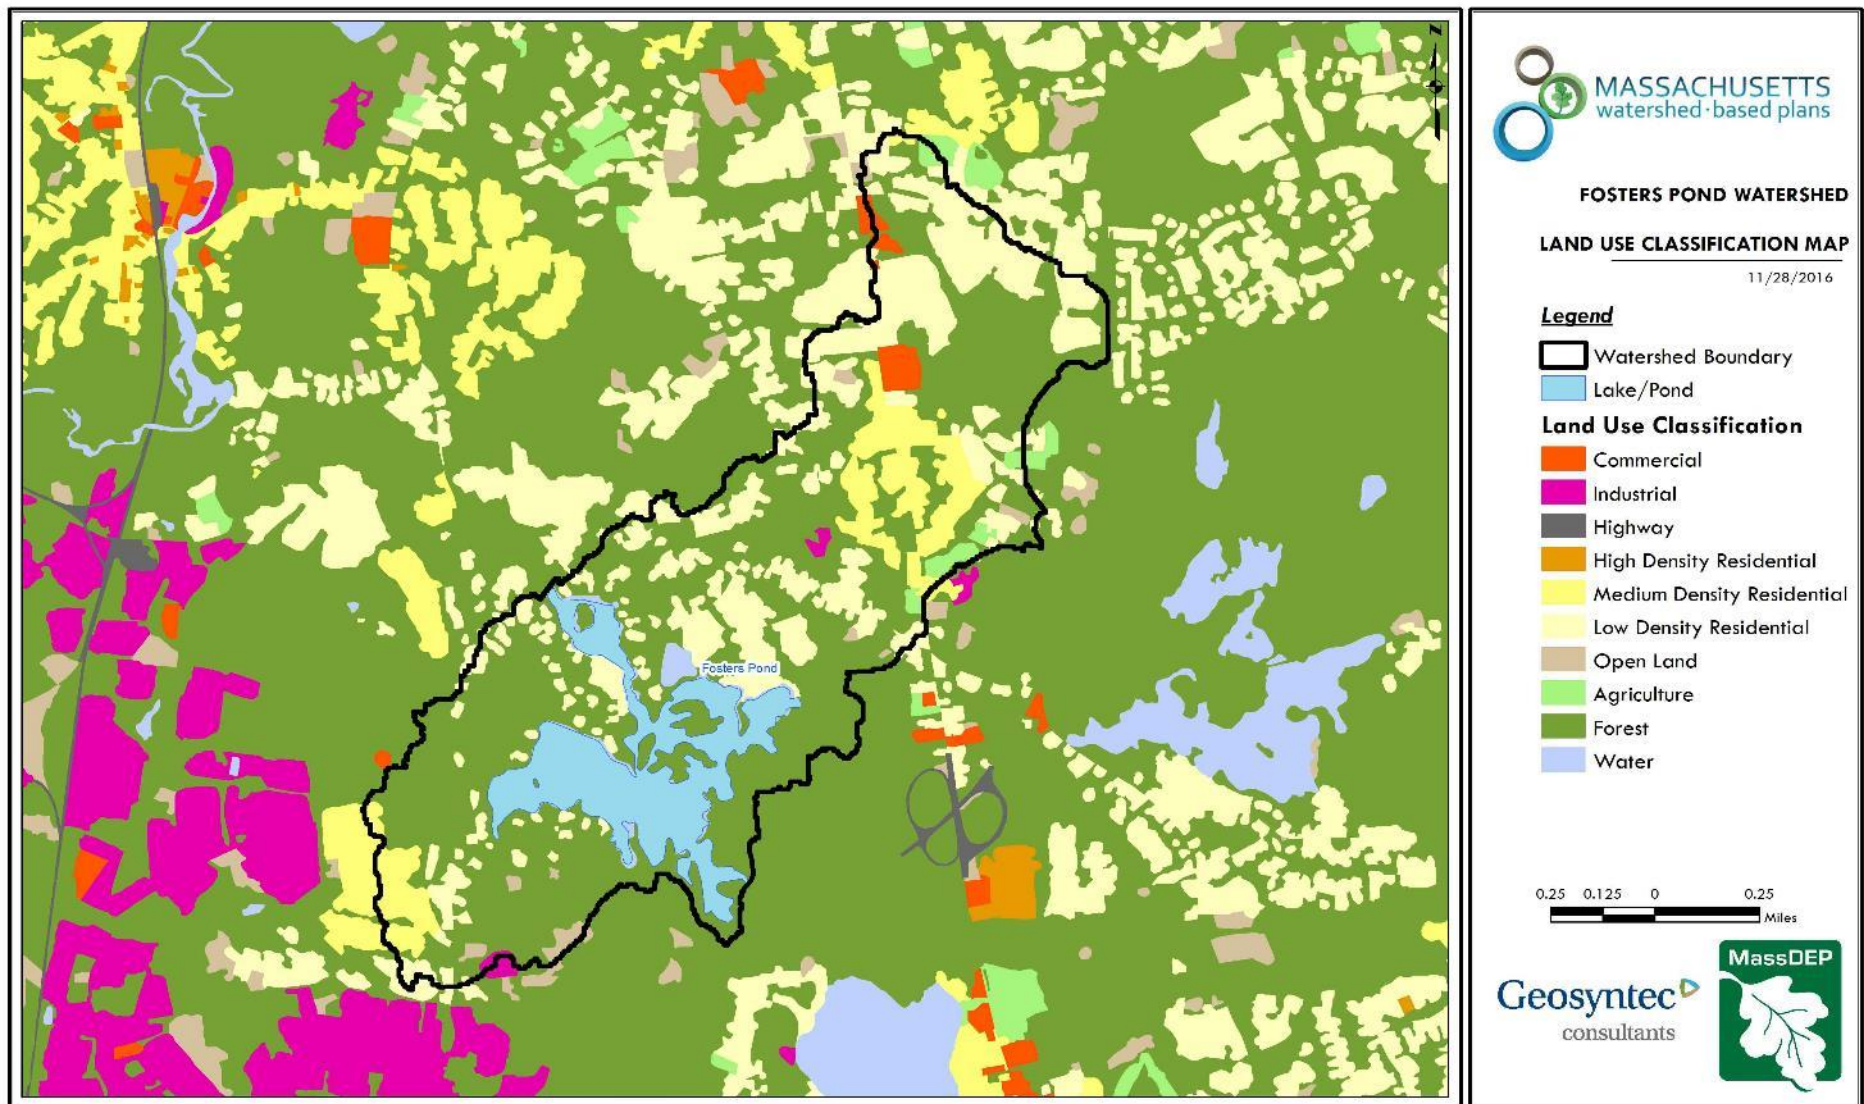 Fosters Pond
Z
MASSACHUSETTS
watershed·based plans
FOSTERS POND WATERSHED
LAND USE CLASSIFICATION MAP
11/28/2016
Legend
Watershed Boundary
Lake/Pond
Land Use Classification
Commercial
Industrial
Highway
High Density Residential
Medium Density Residential
Low Density Residential
Open Land
Agriculture
Forest
Water
0.25 0.125 0 0.25
Miles
Geosyntec
consultants
MassDEP